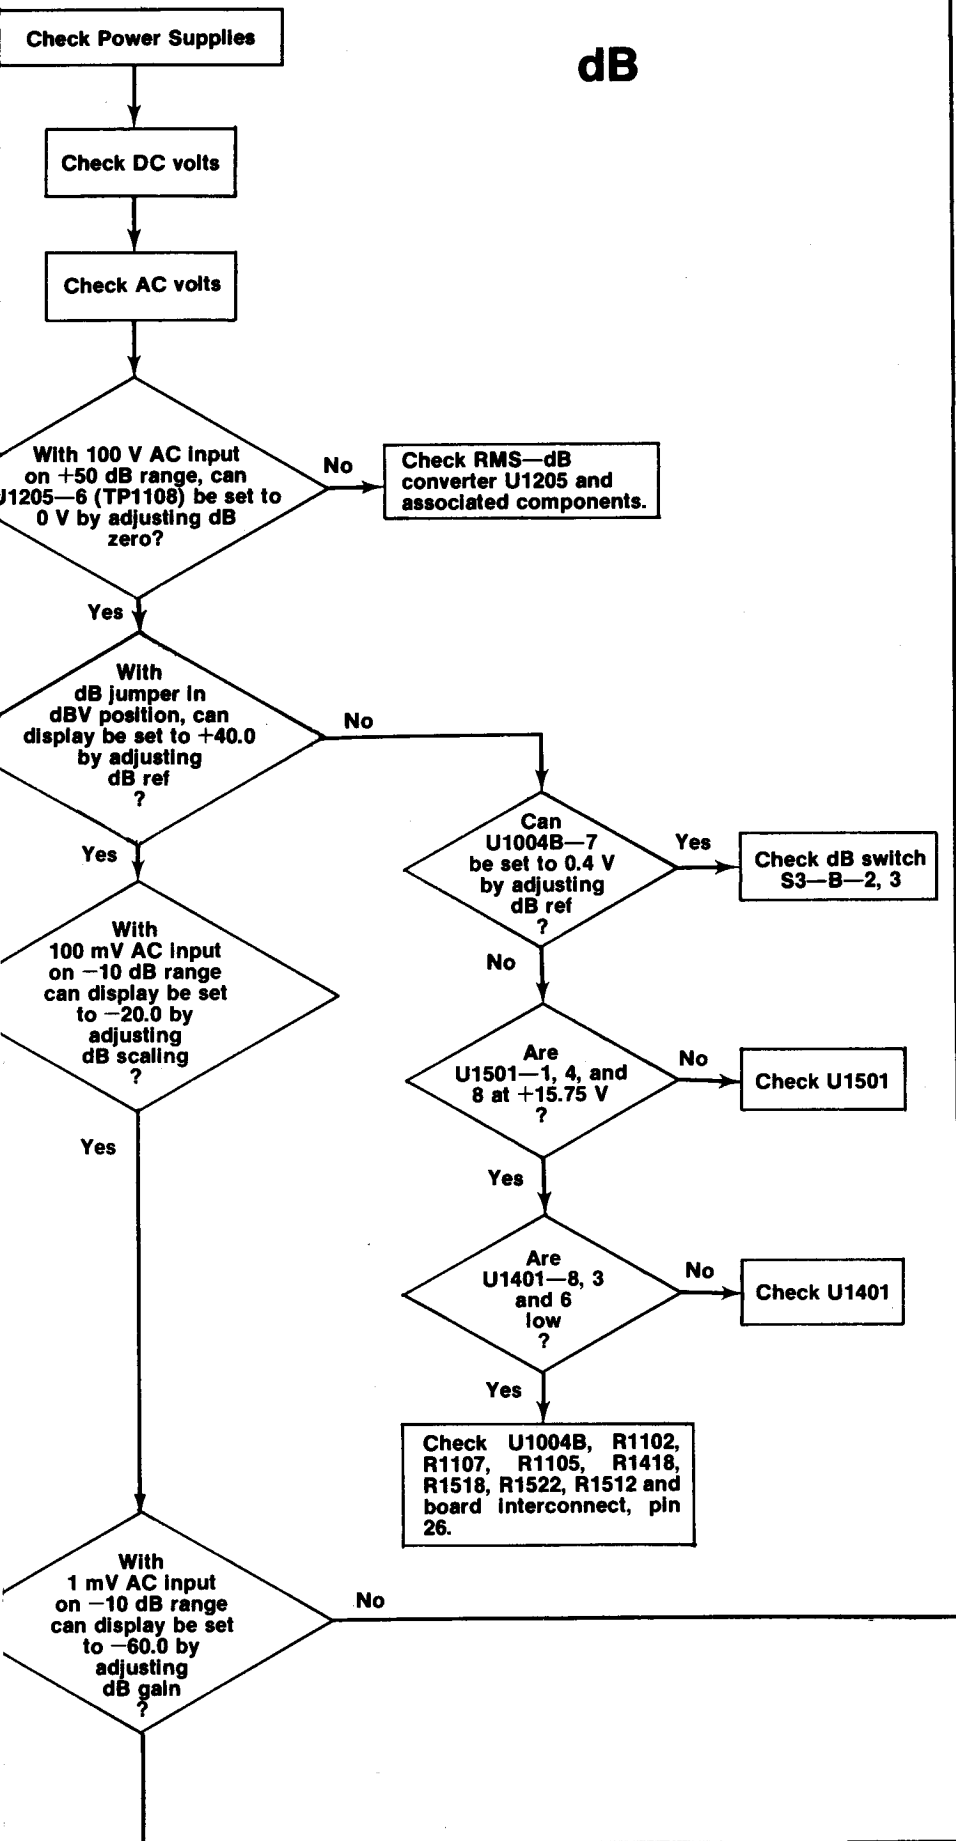 Check Power Supplies
dB
Check DC volts
Check AC volts
With 100 V AC input
on +50 dB range, can
U1205—6 (TP1108) be set to
0 V by adjusting dB
zero?
No
Check RMS—dB
converter U1205 and
associated components.
Yes
With
dB jumper in
dBV position, can
display be set to +40.0
by adjusting
dB ref
?
No
Can
U1004B—7
be set to 0.4 V
by adjusting
dB ref
?
Yes
Check dB switch
S3—B—2, 3
Yes
With
100 mV AC input
on —10 dB range
can display be set
to —20.0 by
adjusting
dB scaling
?
No
Are
U1501—1, 4, and
8 at +15.75 V
?
No
Check U1501
Yes
Yes
Are
U1401—8, 3
and 6
low
?
No
Check U1401
Yes
Check U1004B, R1102,
R1107, R1105, R1418,
R1518, R1522, R1512 and
board interconnect, pin
26.
With
1 mV AC input
on —10 dB range
can display be set
to —60.0 by
adjusting
dB gain
?
No